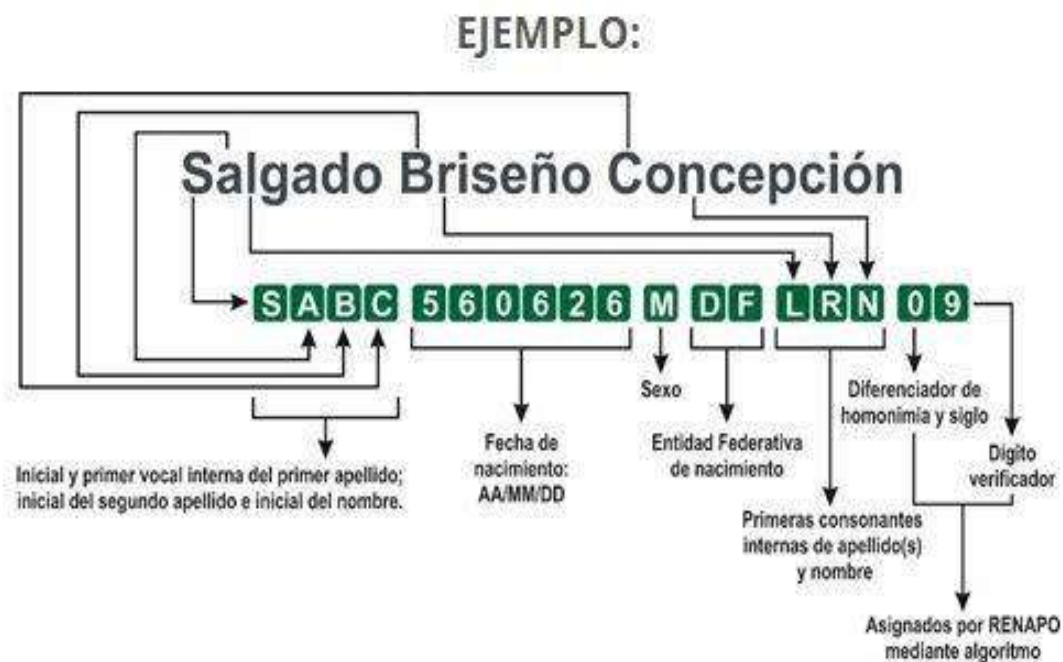 EJEMPLO:
Salgado Briseño Concepción
SABC 560626 M DF LRN 09
Inicial y primer vocal interna del primer apellido;
inicial del segundo apellido e inicial del nombre.
Fecha de
nacimiento:
AA/MM/DD
Sexo
Entidad Federativa
de nacimiento
Primeras consonantes
internas de apellido(s)
y nombre
Diferenciador de
homonimia y siglo
Digito
verificador
Asignados por RENAPO
mediante algoritmo